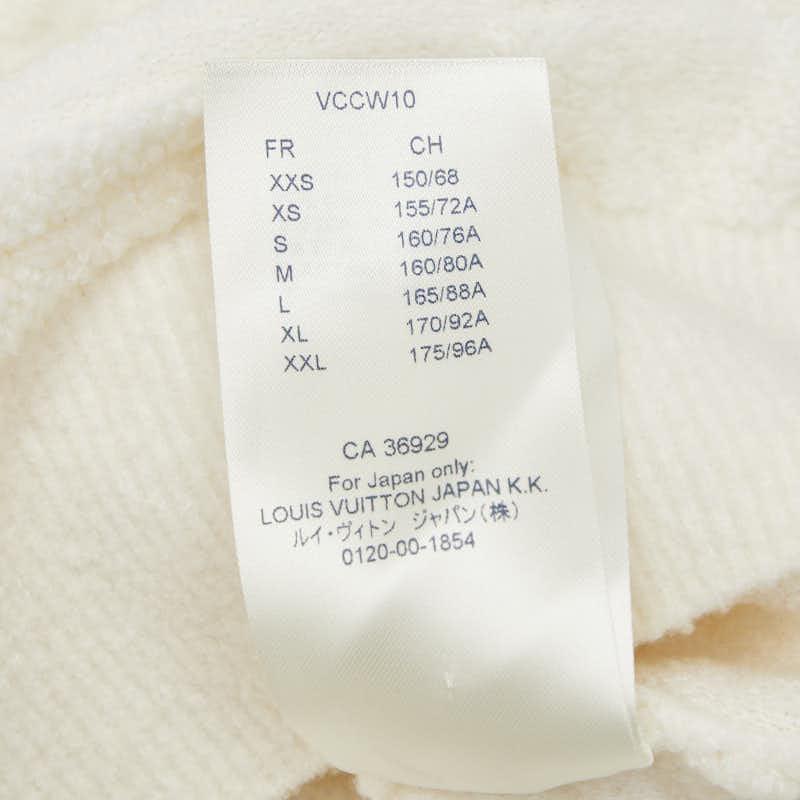 VCCW10
FR CH
XXS 150/68
XS 155/72A
S 160/76A
M 160/80A
L 165/88A
XL 170/92A
XXL 175/96A
CA 36929
For Japan only:
LOUIS VUITTON JAPAN K.K.
ルイ・ヴィトン ジャパン(株)
0120-00-1854